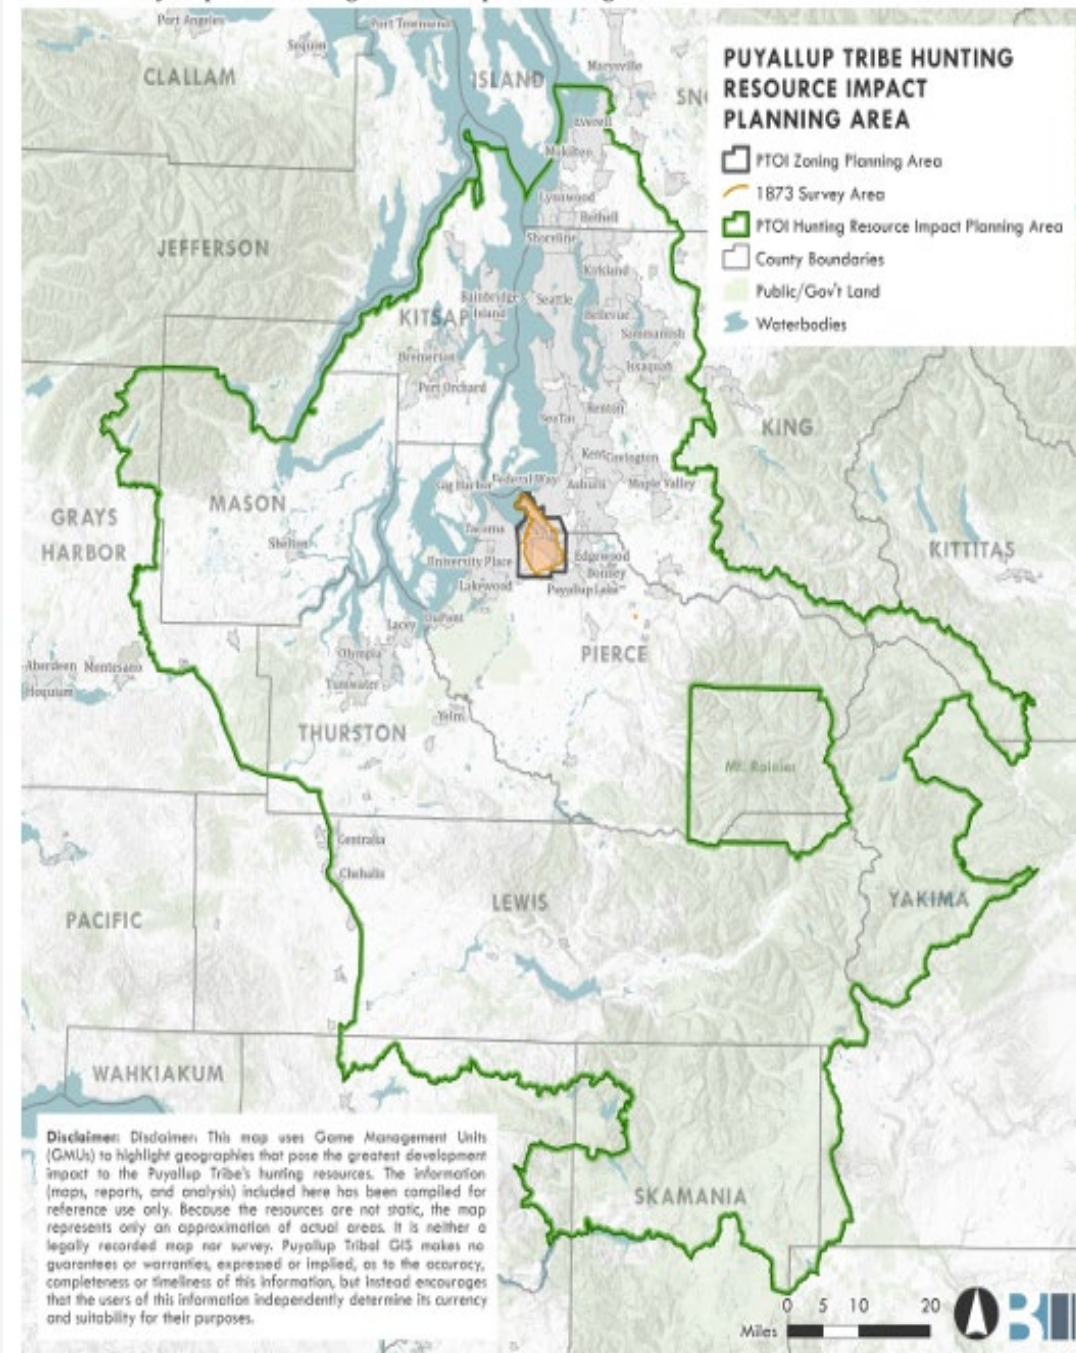 Port Angeles
Port Townsend
Sequim
CLALLAM
ISLAND
Marysville
PUYALLUP TRIBE HUNTING
RESOURCE IMPACT
PLANNING AREA
PTOI Zoning Planning Area
1873 Survey Area
PTOI Hunting Resource Impact Planning Area
County Boundaries
Public/Gov't Land
Waterbodies
Everett
Mukilteo
Lynnwood
Bothell
JEFFERSON
Shoreline
Kirkland
Bainbridge
Island
Seattle
KITSAP
Bellevue
Sammamish
Bremerton
Issaquah
Port Orchard
SeaTac
Renton
KING
Kent
Covington
Gig Harbor
Federal Way
Auburn
Maple Valley
MASON
GRAYS
HARBOR
Shelton
Tacoma
KITTITAS
University Place
Edgewood
Bonney
Lake
Lakewood
Puyallup
DuPont
Lacey
Olympia
PIERCE
Aberdeen
Montesano
Hoquiam
Tumwater
Yelm
THURSTON
Mt. Rainier
Centralia
Chehalis
LEWIS
YAKIMA
PACIFIC
WAHKIAKUM
SKAMANIA
Disclaimer: Disclaimer: This map uses Game Management Units
(GMUs) to highlight geographies that pose the greatest development
impact to the Puyallup Tribe's hunting resources. The information
(maps, reports, and analysis) included here has been compiled for
reference use only. Because the resources are not static, the map
represents only an approximation of actual areas. It is neither a
legally recorded map nor survey. Puyallup Tribal GIS makes no
guarantees or warranties, expressed or implied, as to the accuracy,
completeness or timeliness of this information, but instead encourages
that the users of this information independently determine its currency
and suitability for their purposes.
0 5 10 20
Miles